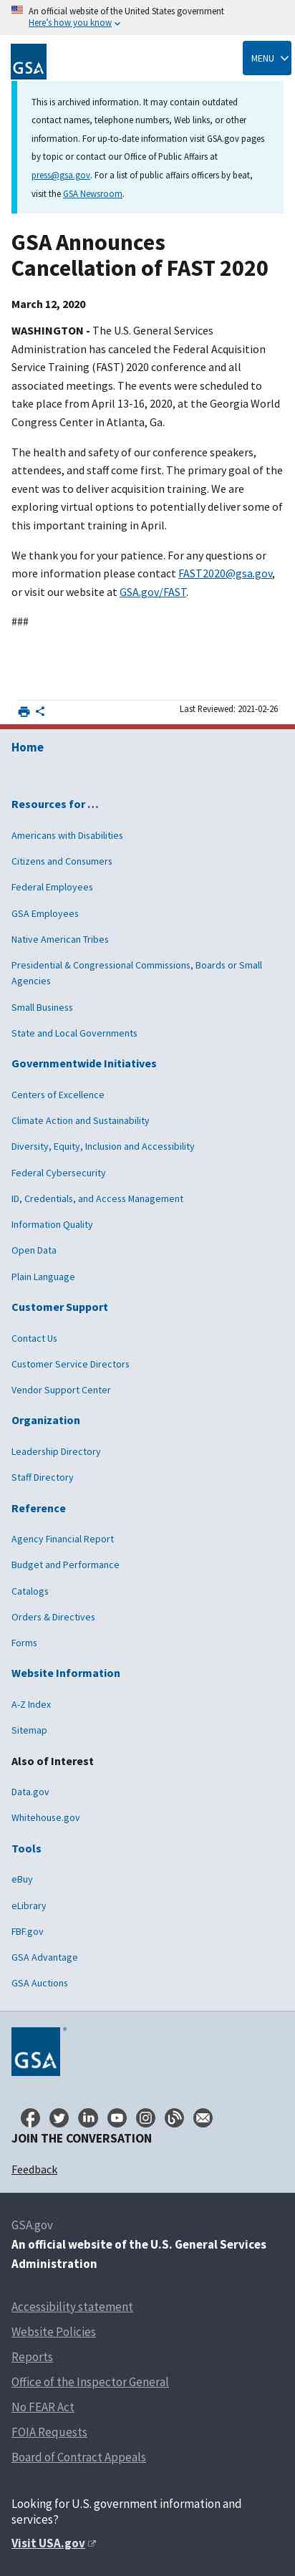 An official website of the United States government
Here's how you know
GSA
MENU
This is archived information. It may contain outdated
contact names, telephone numbers, Web links, or other
information. For up-to-date information visit GSA.gov pages
by topic or contact our Office of Public Affairs at
press@gsa.gov. For a list of public affairs officers by beat,
visit the GSA Newsroom.
GSA Announces
Cancellation of FAST 2020
March 12, 2020
WASHINGTON - The U.S. General Services
Administration has canceled the Federal Acquisition
Service Training (FAST) 2020 conference and all
associated meetings. The events were scheduled to
take place from April 13-16, 2020, at the Georgia World
Congress Center in Atlanta, Ga.
The health and safety of our conference speakers,
attendees, and staff come first. The primary goal of the
event was to deliver acquisition training. We are
exploring virtual options to potentially deliver some of
this important training in April.
We thank you for your patience. For any questions or
more information please contact FAST2020@gsa.gov,
or visit our website at GSA.gov/FAST.
###
Last Reviewed: 2021-02-26
Home
Resources for …
Americans with Disabilities
Citizens and Consumers
Federal Employees
GSA Employees
Native American Tribes
Presidential & Congressional Commissions, Boards or Small
Agencies
Small Business
State and Local Governments
Governmentwide Initiatives
Centers of Excellence
Climate Action and Sustainability
Diversity, Equity, Inclusion and Accessibility
Federal Cybersecurity
ID, Credentials, and Access Management
Information Quality
Open Data
Plain Language
Customer Support
Contact Us
Customer Service Directors
Vendor Support Center
Organization
Leadership Directory
Staff Directory
Reference
Agency Financial Report
Budget and Performance
Catalogs
Orders & Directives
Forms
Website Information
A-Z Index
Sitemap
Also of Interest
Data.gov
Whitehouse.gov
Tools
eBuy
eLibrary
FBF.gov
GSA Advantage
GSA Auctions
GSA
JOIN THE CONVERSATION
Feedback
GSA.gov
An official website of the U.S. General Services
Administration
Accessibility statement
Website Policies
Reports
Office of the Inspector General
No FEAR Act
FOIA Requests
Board of Contract Appeals
Looking for U.S. government information and
services?
Visit USA.gov